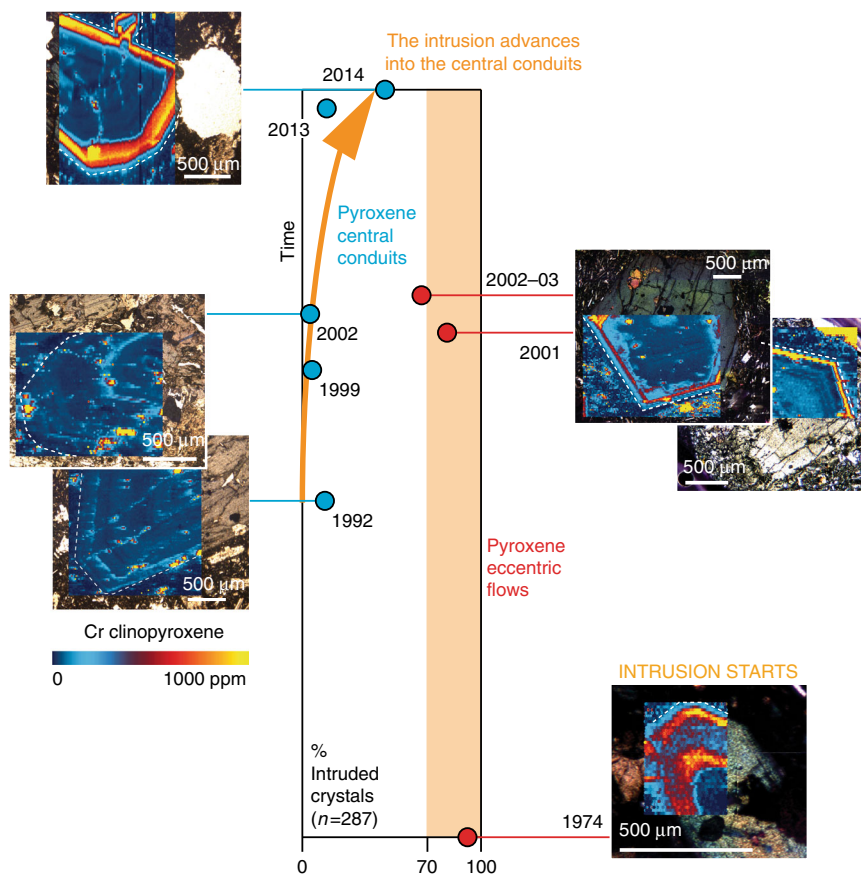 The intrusion advances
into the central conduits
2014
2013
500 μm
Time
Pyroxene
central
conduits
2002–03
500 μm
2001
500 μm
2002
1999
500 μm
1992
500 μm
Pyroxene
eccentric
flows
Cr clinopyroxene
0
1000 ppm
INTRUSION STARTS
%
Intruded
crystals
(n=287)
1974
500 μm
0
70
100